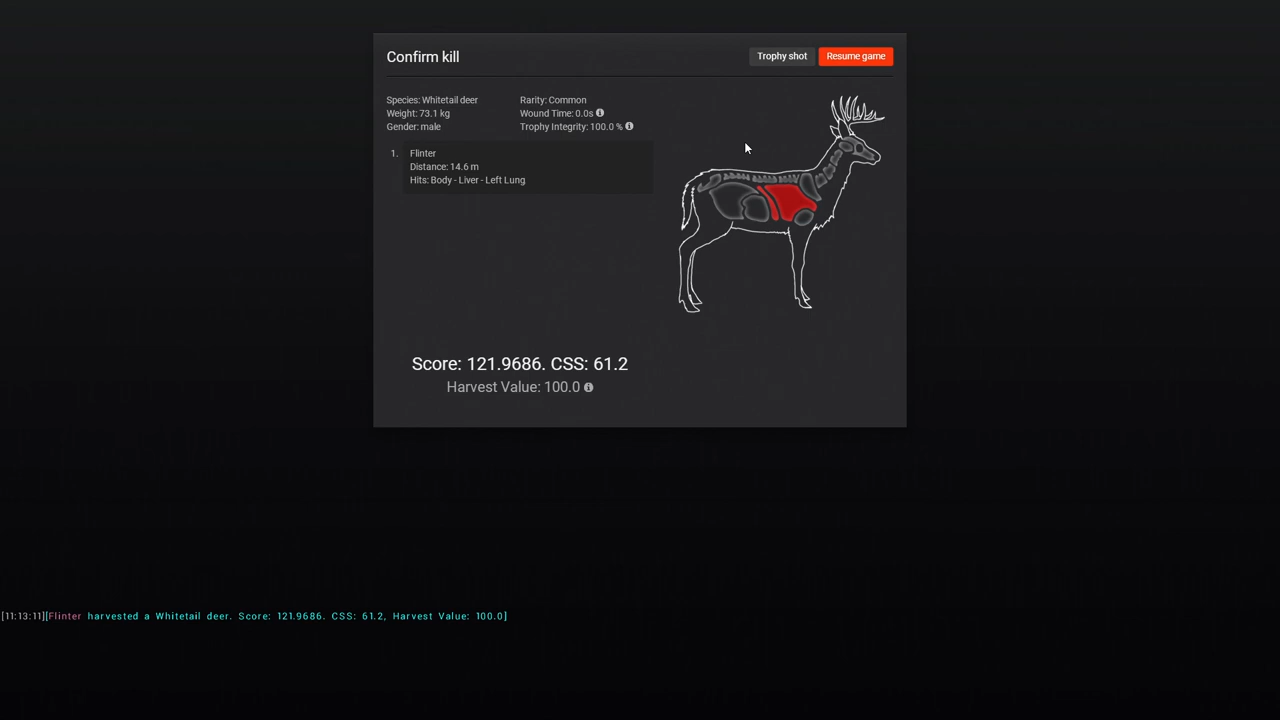 Confirm kill
Trophy shot
Resume game
Species: Whitetail deer
Weight: 73.1 kg
Gender: male
Rarity: Common
Wound Time: 0.0s
Trophy Integrity: 100.0 %
1. Flinter
Distance: 14.6 m
Hits: Body - Liver - Left Lung
Score: 121.9686. CSS: 61.2
Harvest Value: 100.0
[11:13:11][Flinter harvested a Whitetail deer. Score: 121.9686. CSS: 61.2, Harvest Value: 100.0]